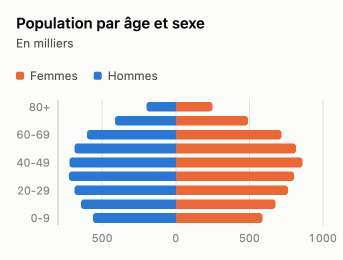 Population par âge et sexe
En milliers
Femmes Hommes
80+
60-69
40-49
20-29
0-9
500 0 500 1000